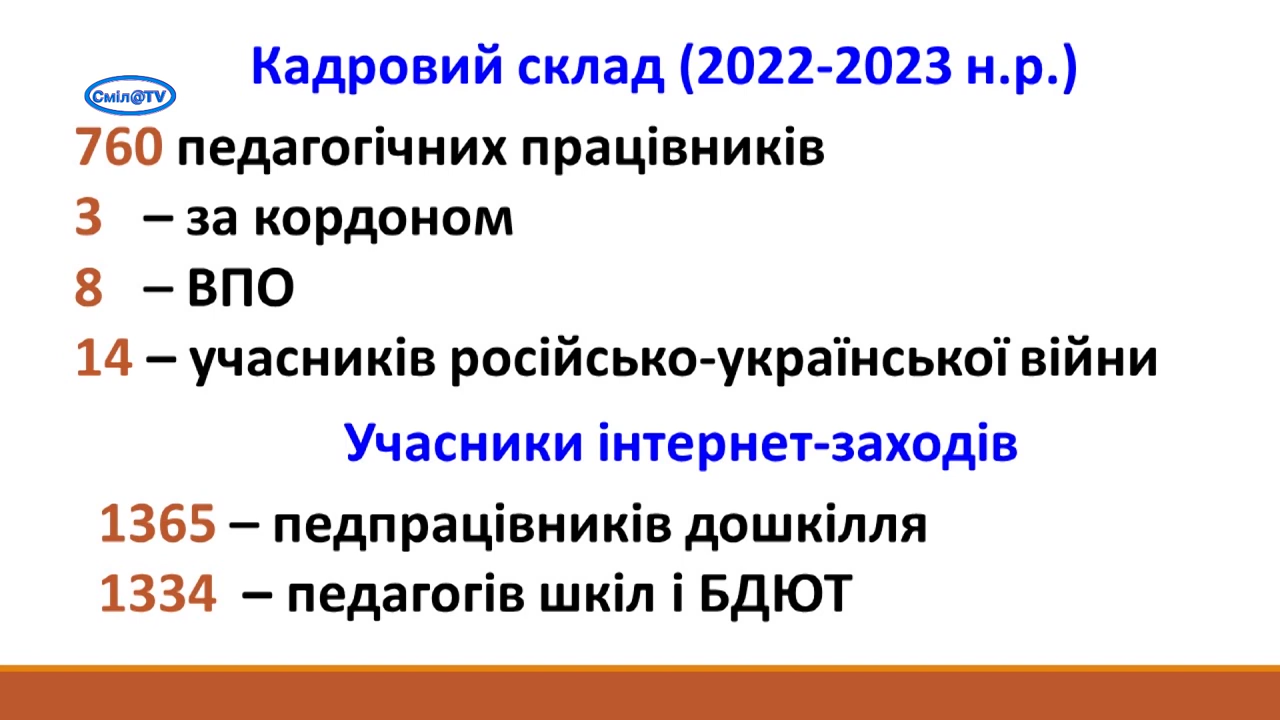 Кадровий склад (2022-2023 н.р.)
Сміл@TV
760 педагогічних працівників
3 – за кордоном
8 – ВПО
14 – учасників російсько-української війни
Учасники інтернет-заходів
1365 – педпрацівників дошкілля
1334 – педагогів шкіл і БДЮТ